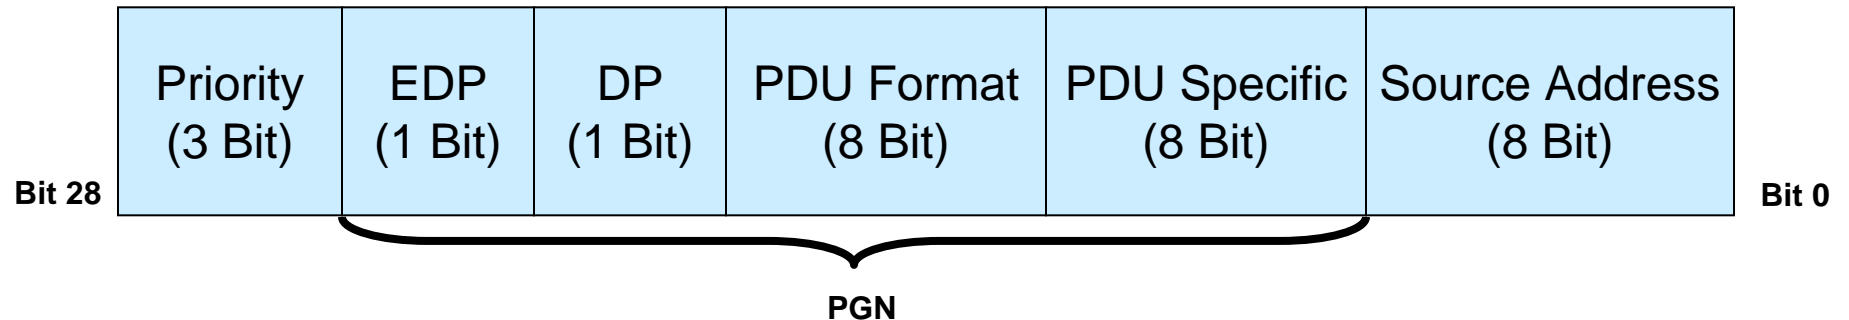 Priority
(3 Bit)
EDP
(1 Bit)
DP
(1 Bit)
PDU Format
(8 Bit)
PDU Specific
(8 Bit)
Source Address
(8 Bit)
Bit 28
Bit 0
PGN